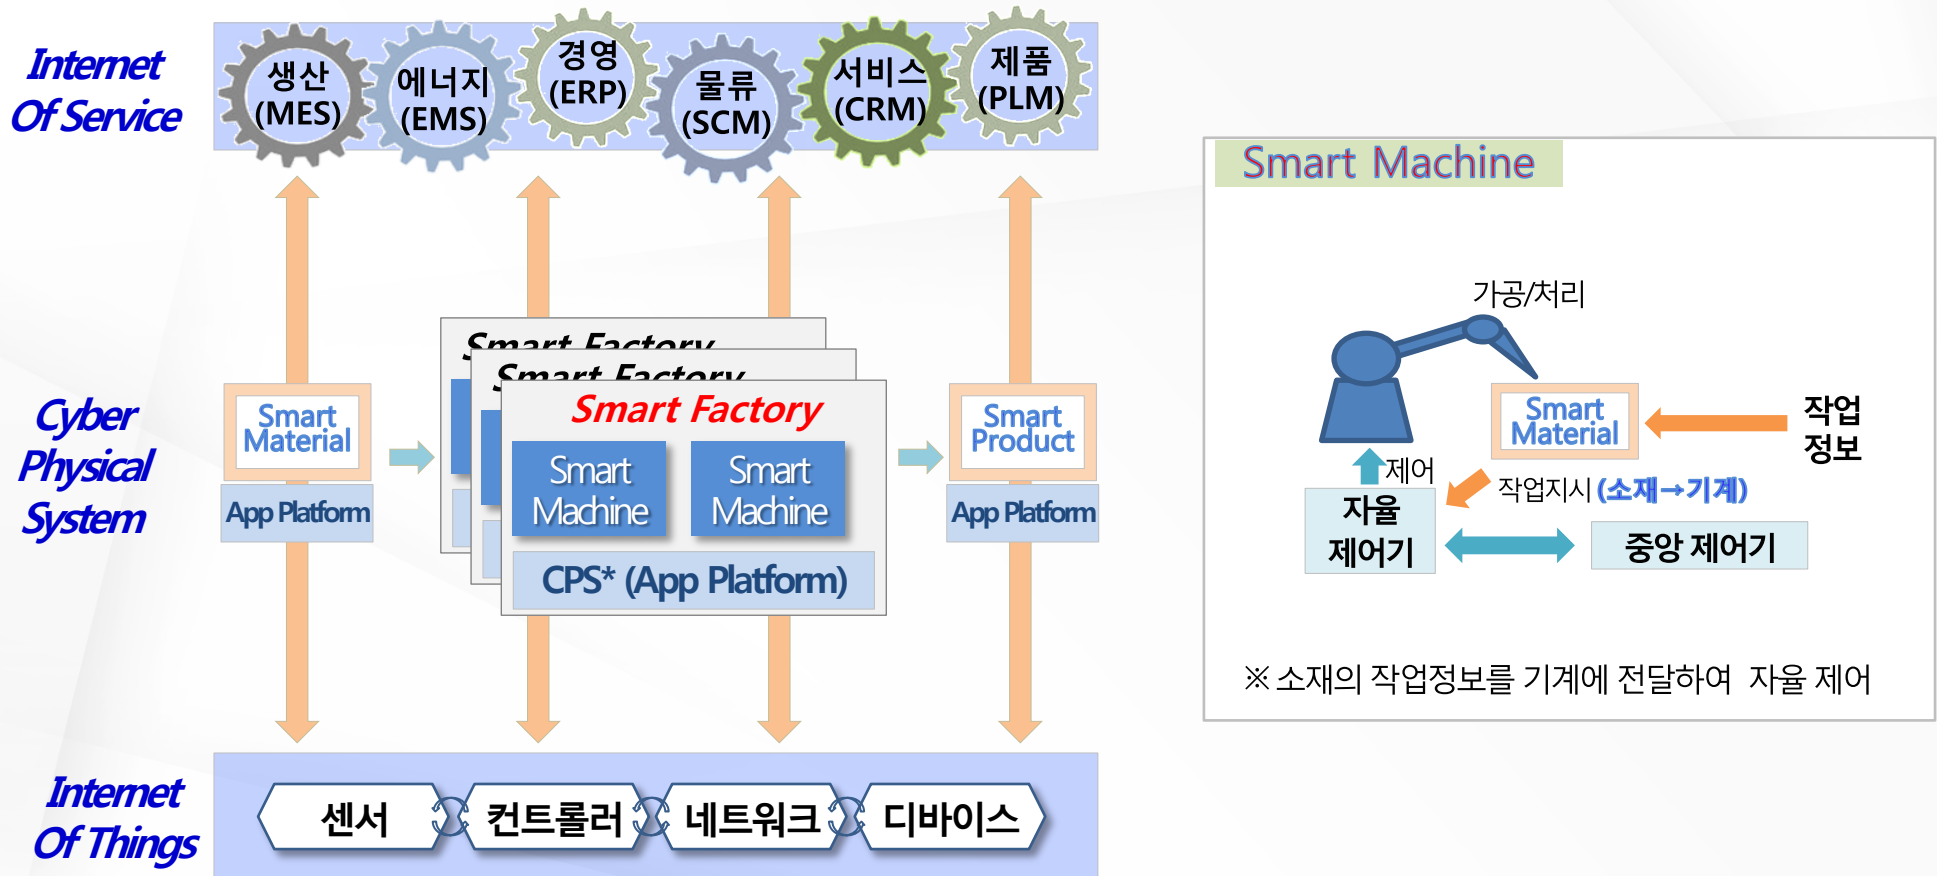 Internet
Of Service
생산
(MES)
에너지
(EMS)
경영
(ERP)
물류
(SCM)
서비스
(CRM)
제품
(PLM)
Cyber
Physical
System
Smart
Material
App Platform
Smart Factory
Smart Factory
Smart Factory
Smart
Machine
Smart
Machine
CPS* (App Platform)
Smart
Product
App Platform
Internet
Of Things
센서
컨트롤러
네트워크
디바이스
Smart Machine
가공/처리
Smart
Material
작업
정보
제어
작업지시 (소재→기계)
자율
제어기
중앙 제어기
※ 소재의 작업정보를 기계에 전달하여 자율 제어